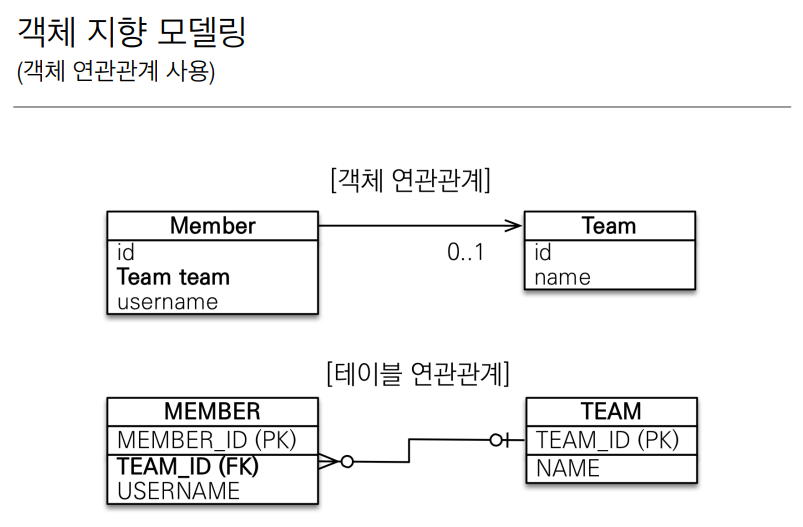 객체 지향 모델링
(객체 연관관계 사용)
[객체 연관관계]
Member
id
Team team
username
0..1
Team
id
name
[테이블 연관관계]
MEMBER
MEMBER_ID (PK)
TEAM_ID (FK)
USERNAME
TEAM
TEAM_ID (PK)
NAME